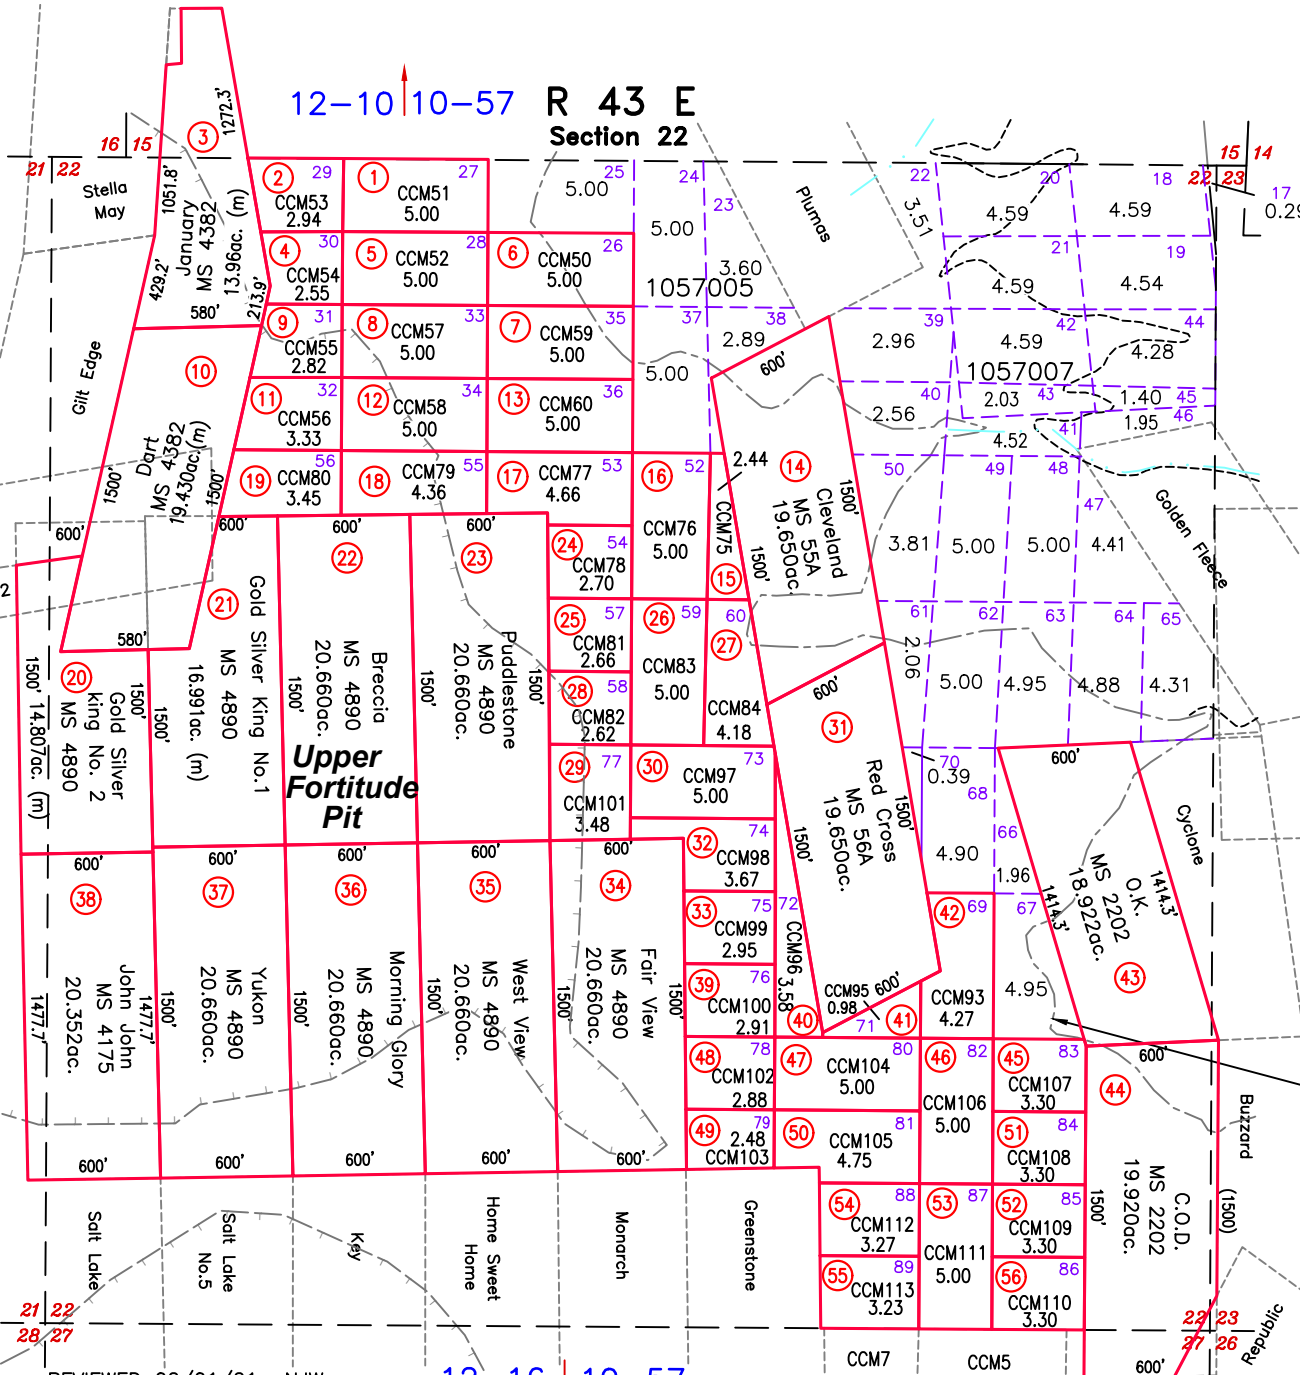 12-10 10-57 R 43 E
Section 22
16 15
21 22
15 14
22 23
Stella
May
3
1272.3'
1051.8'
January
MS 4382
13.96ac. (m)
429.2'
213.9'
580'
2 29
CCM53
2.94
1 27
CCM51
5.00
4 30
CCM54
2.55
5 28
CCM52
5.00
6 26
CCM50
5.00
25
5.00
24
5.00
23
3.60
1057005
Plumas
22
3.51
20
4.59
18
4.59
17
21
4.59
19
4.54
9 31
CCM55
2.82
8 33
CCM57
5.00
7 35
CCM59
5.00
37
5.00
38
2.89
39
2.96
42
4.59
1057007
44
4.28
10
Gilt Edge
Dart
MS 4382
19.430ac.(m)
1500'
1500'
600'
580'
11 32
CCM56
3.33
12 34
CCM58
5.00
13 36
CCM60
5.00
600'
40
2.56
43
2.03
45
1.40
46
1.95
41
4.52
19 56
CCM80
3.45
18 55
CCM79
4.36
17 53
CCM77
4.66
16 52
CCM76
5.00
2.44
CCM75
15
14
Cleveland
MS 55A
19.650ac.
1500'
1500'
50
3.81
49
5.00
48
5.00
47
4.41
Golden Fleece
2
600'
600'
600'
21
Gold Silver King No.1
MS 4890
16.991ac. (m)
1500'
22
Breccia
MS 4890
20.660ac.
1500'
23
Puddlestone
MS 4890
20.660ac.
1500'
1500'
24 54
CCM78
2.70
25 57
CCM81
2.66
26 59
CCM83
5.00
60
27
CCM84
4.18
28 58
CCM82
2.62
61
2.06
62
5.00
63
4.95
64
4.88
65
4.31
20
Gold Silver
king No. 2
MS 4890
14.807ac. (m)
1500'
1500'
Upper
Fortitude
Pit
29 77
CCM101
3.48
30 73
CCM97
5.00
600'
31
Red Cross
MS 56A
19.650ac.
1500'
1500'
70
0.39
68
4.90
66
1.96
600'
Cyclone
O.K.
MS 2202
18.922ac.
1414.3'
1414.3'
43
600'
600'
600'
600'
600'
38
John John
MS 4175
20.352ac.
1477.7'
1477.7'
37
Yukon
MS 4890
20.660ac.
1500'
36
Morning Glory
MS 4890
20.660ac.
1500'
35
West View
MS 4890
20.660ac.
1500'
34
Fair View
MS 4890
20.660ac.
1500'
1500'
32 74
CCM98
3.67
33 75
CCM99
2.95
72
CCM96 3.58
42 69
CCM93
4.27
67
4.95
39 76
CCM100
2.91
40
CCM95
0.98
600'
71
41
48 78
CCM102
2.88
47 80
CCM104
5.00
46 82
CCM106
5.00
45 83
CCM107
3.30
600'
44
C.O.D.
MS 2202
19.920ac.
1500'
(1500)
Buzzard
49 79
2.48
CCM103
50 81
CCM105
4.75
51 84
CCM108
3.30
600'
600'
600'
600'
600'
Salt Lake
Salt Lake
No.5
Key
Home Sweet
Home
Monarch
Greenstone
54 88
CCM112
3.27
53 87
CCM111
5.00
52 85
CCM109
3.30
55 89
CCM113
3.23
56 86
CCM110
3.30
21 22
28 27
22 23
27 26
CCM7
CCM5
600'
Republic